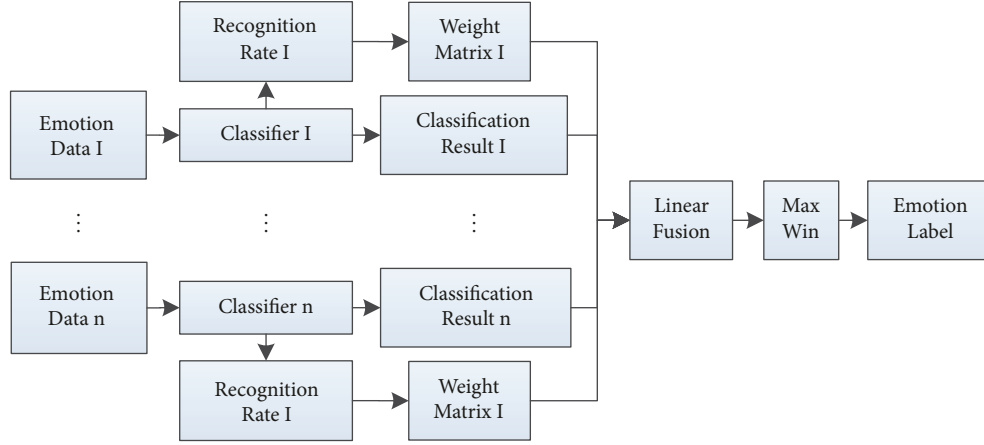 Recognition
Rate I
Weight
Matrix I
Emotion
Data I
Classifier I
Classification
Result I
Linear
Fusion
Max
Win
Emotion
Label
Emotion
Data n
Classifier n
Classification
Result n
Recognition
Rate I
Weight
Matrix I